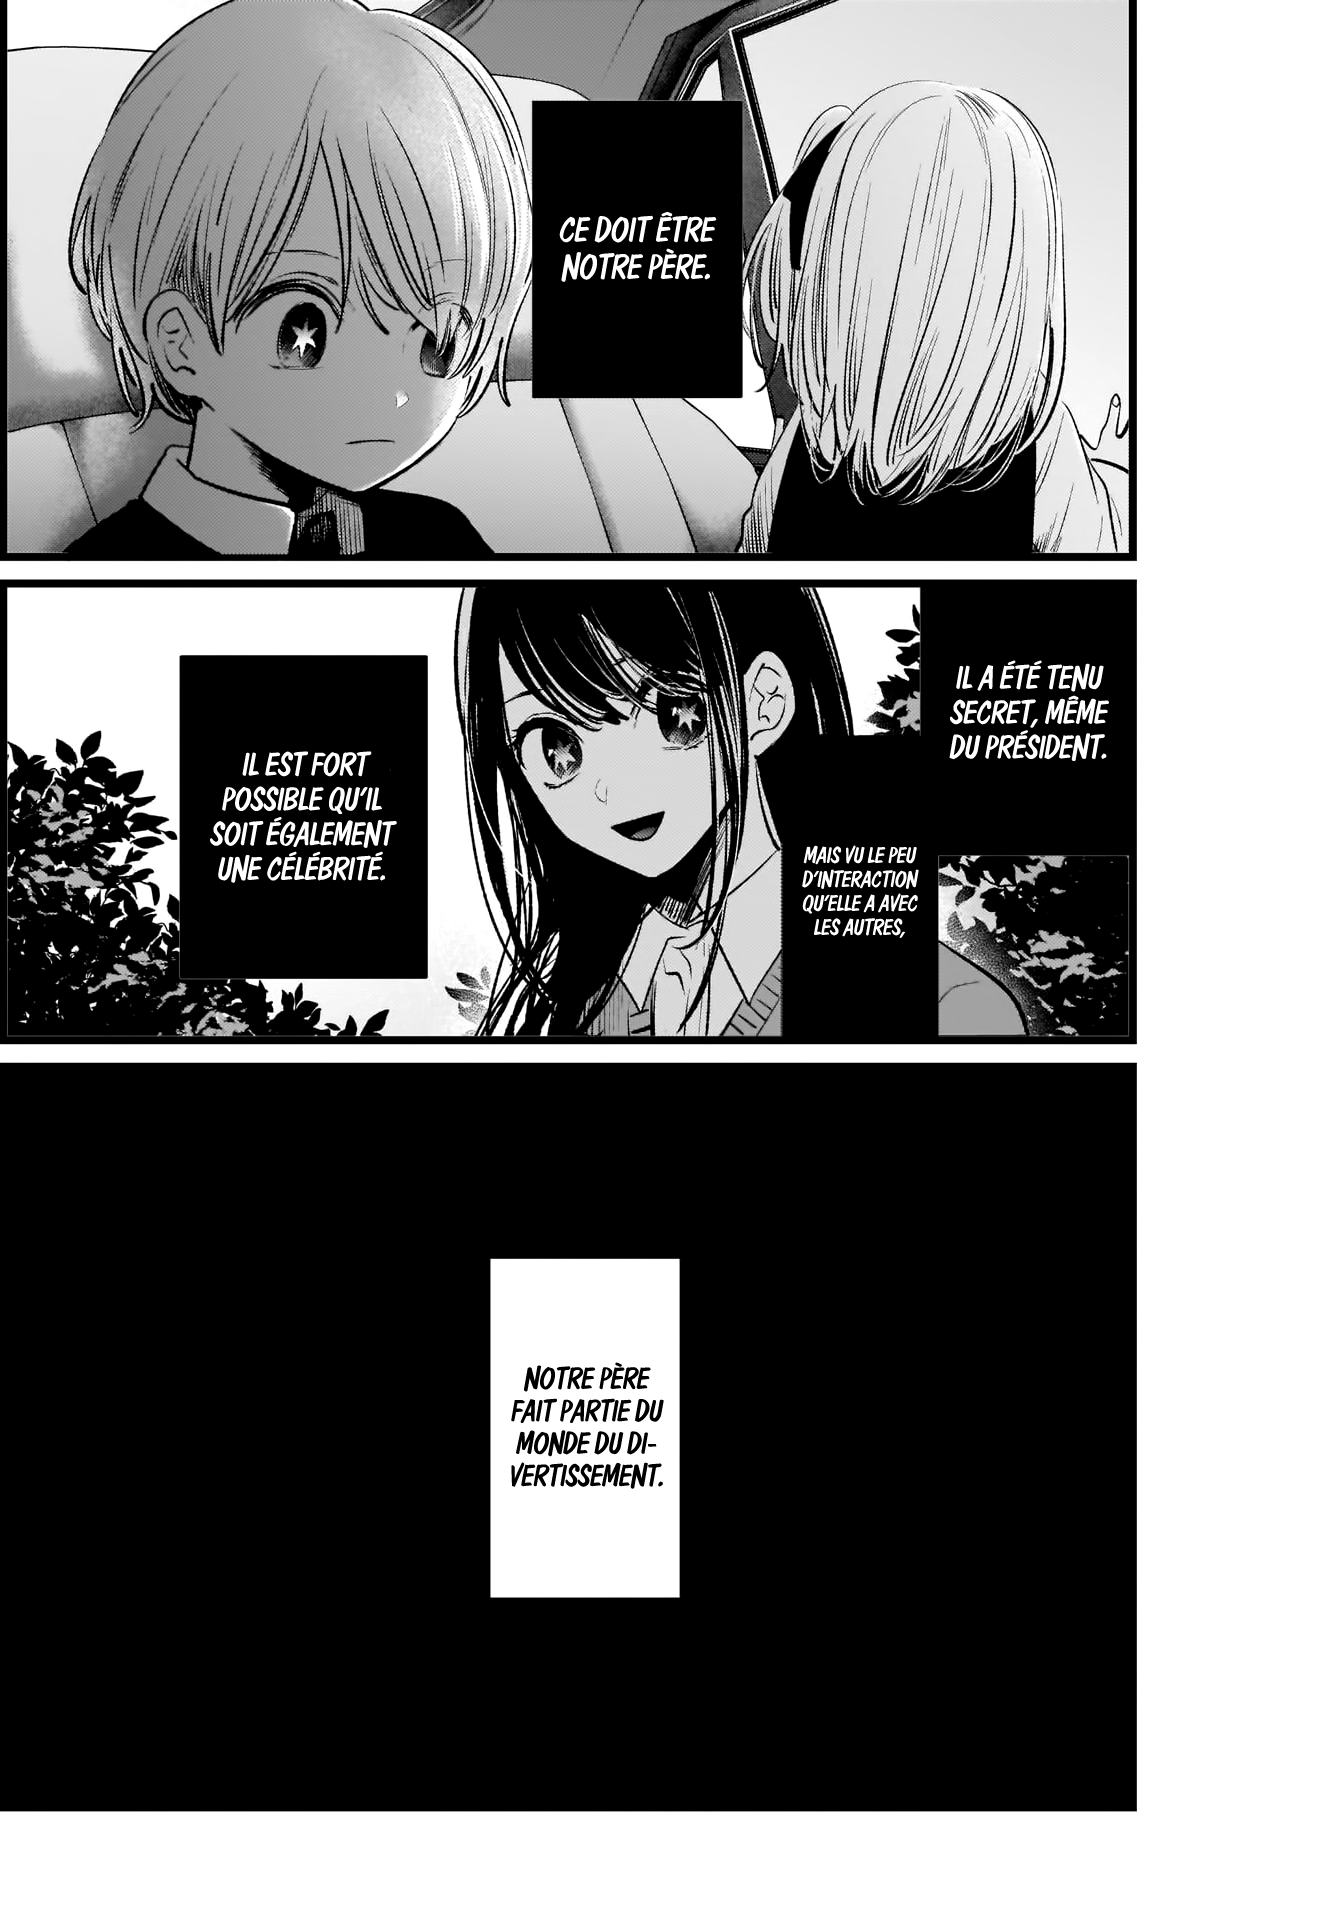 CE DOIT ÊTRE
NOTRE PÈRE.
IL A ÉTÉ TENU
SECRET, MÊME
DU PRÉSIDENT.
MAIS VU LE PEU
D'INTERACTION
QU'ELLE A AVEC
LES AUTRES,
IL EST FORT
POSSIBLE QU'IL
SOIT ÉGALEMENT
UNE CÉLÉBRITÉ.
NOTRE PÈRE
FAIT PARTIE DU
MONDE DU DI-
VERTISSEMENT.